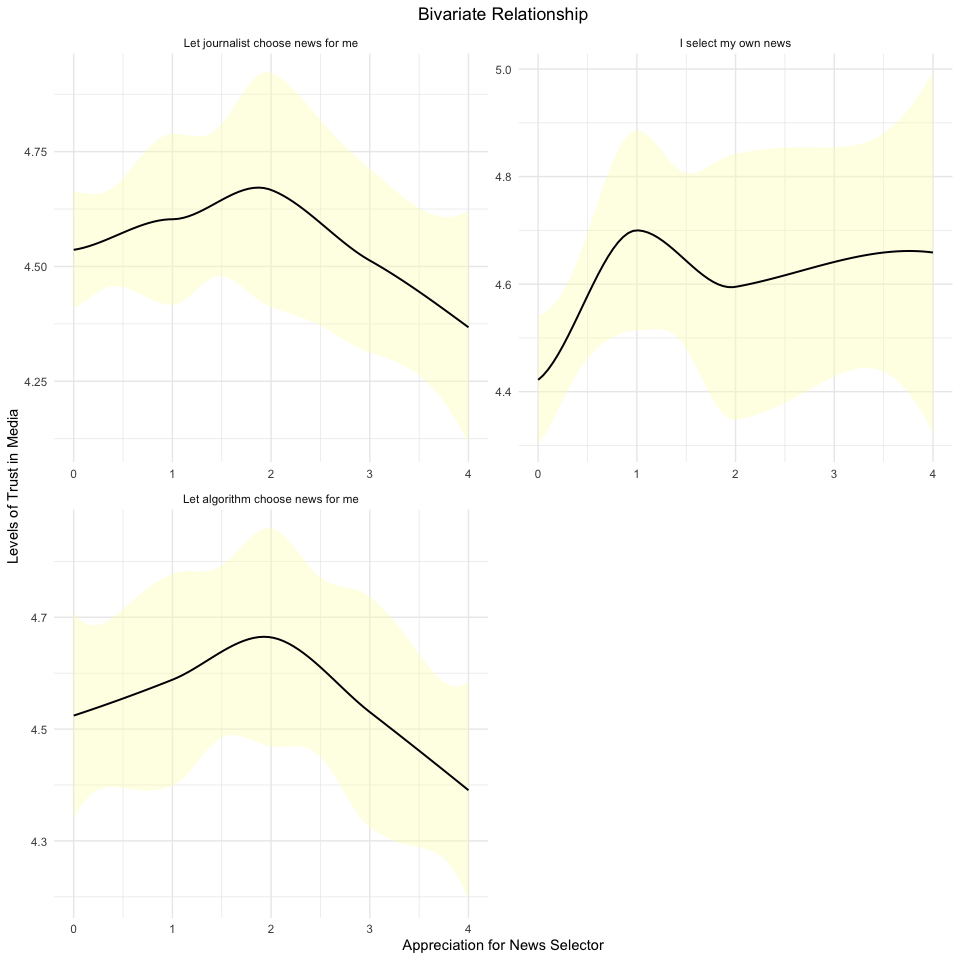 Bivariate Relationship
Let journalist choose news for me
I select my own news
4.75
4.50
4.25
0 1 2 3 4
5.0
4.8
4.6
4.4
0 1 2 3 4
Levels of Trust in Media
Let algorithm choose news for me
4.7
4.5
4.3
0 1 2 3 4
Appreciation for News Selector